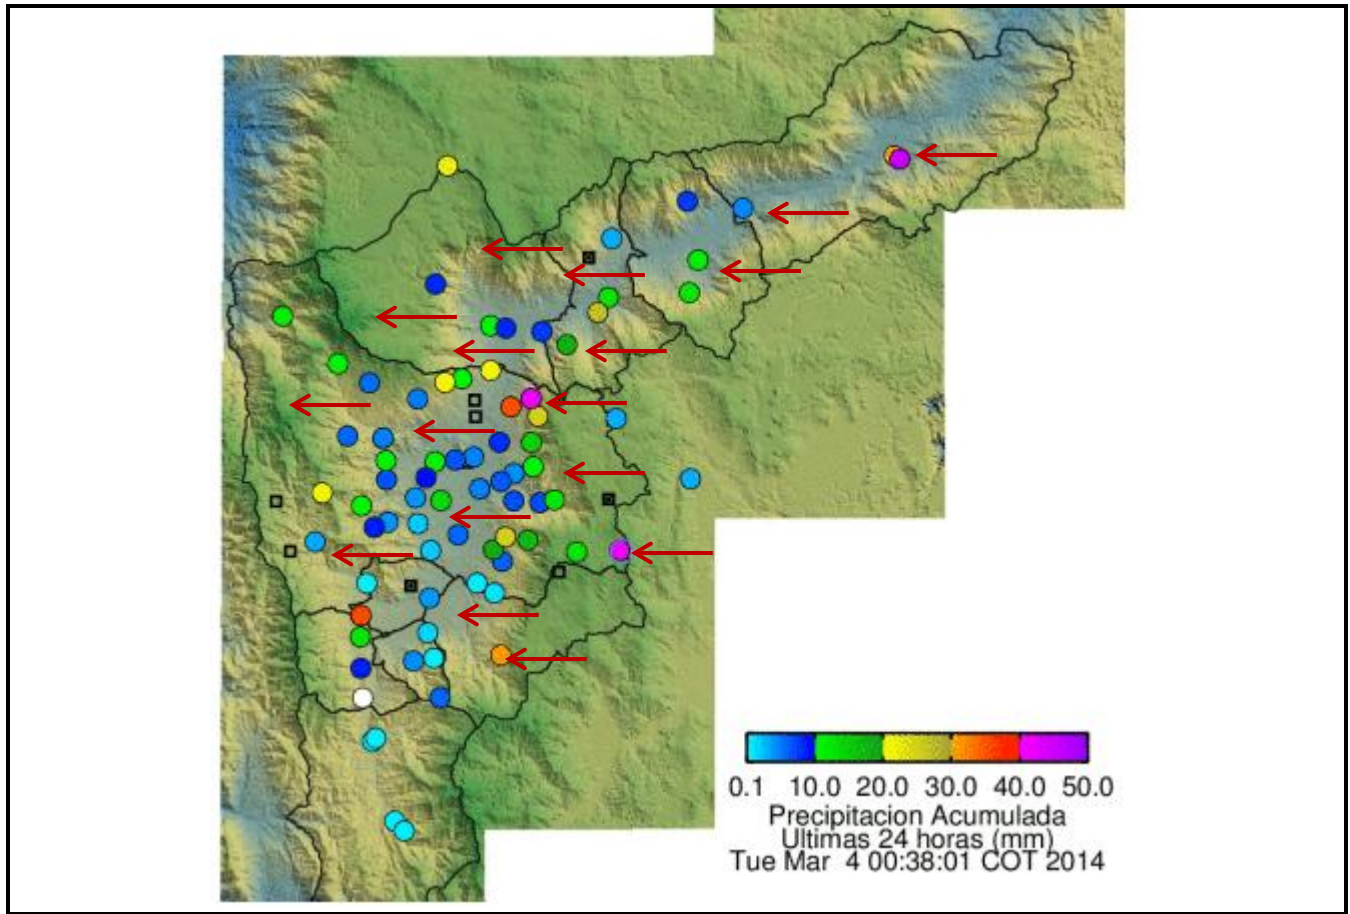 0.1 10.0 20.0 30.0 40.0 50.0
Precipitacion Acumulada
Ultimas 24 horas (mm)
Tue Mar 4 00:38:01 COT 2014